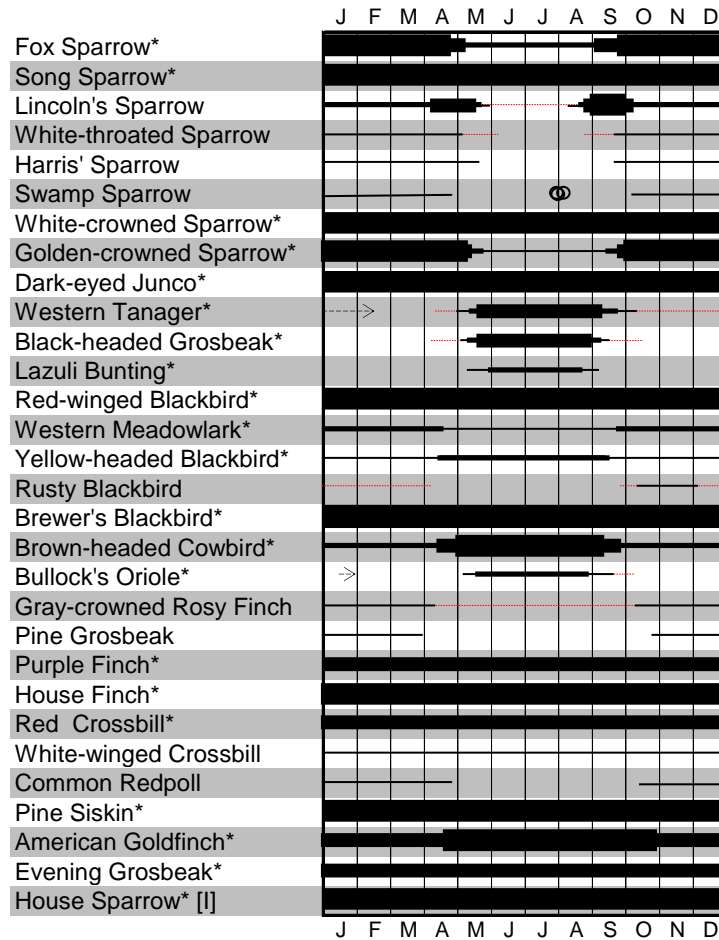 J F M A M J J A S O N D
Fox Sparrow*
Song Sparrow*
Lincoln's Sparrow
White-throated Sparrow
Harris' Sparrow
Swamp Sparrow
White-crowned Sparrow*
Golden-crowned Sparrow*
Dark-eyed Junco*
Western Tanager*
Black-headed Grosbeak*
Lazuli Bunting*
Red-winged Blackbird*
Western Meadowlark*
Yellow-headed Blackbird*
Rusty Blackbird
Brewer's Blackbird*
Brown-headed Cowbird*
Bullock's Oriole*
Gray-crowned Rosy Finch
Pine Grosbeak
Purple Finch*
House Finch*
Red Crossbill*
White-winged Crossbill
Common Redpoll
Pine Siskin*
American Goldfinch*
Evening Grosbeak*
House Sparrow* [I]
J F M A M J J A S O N D